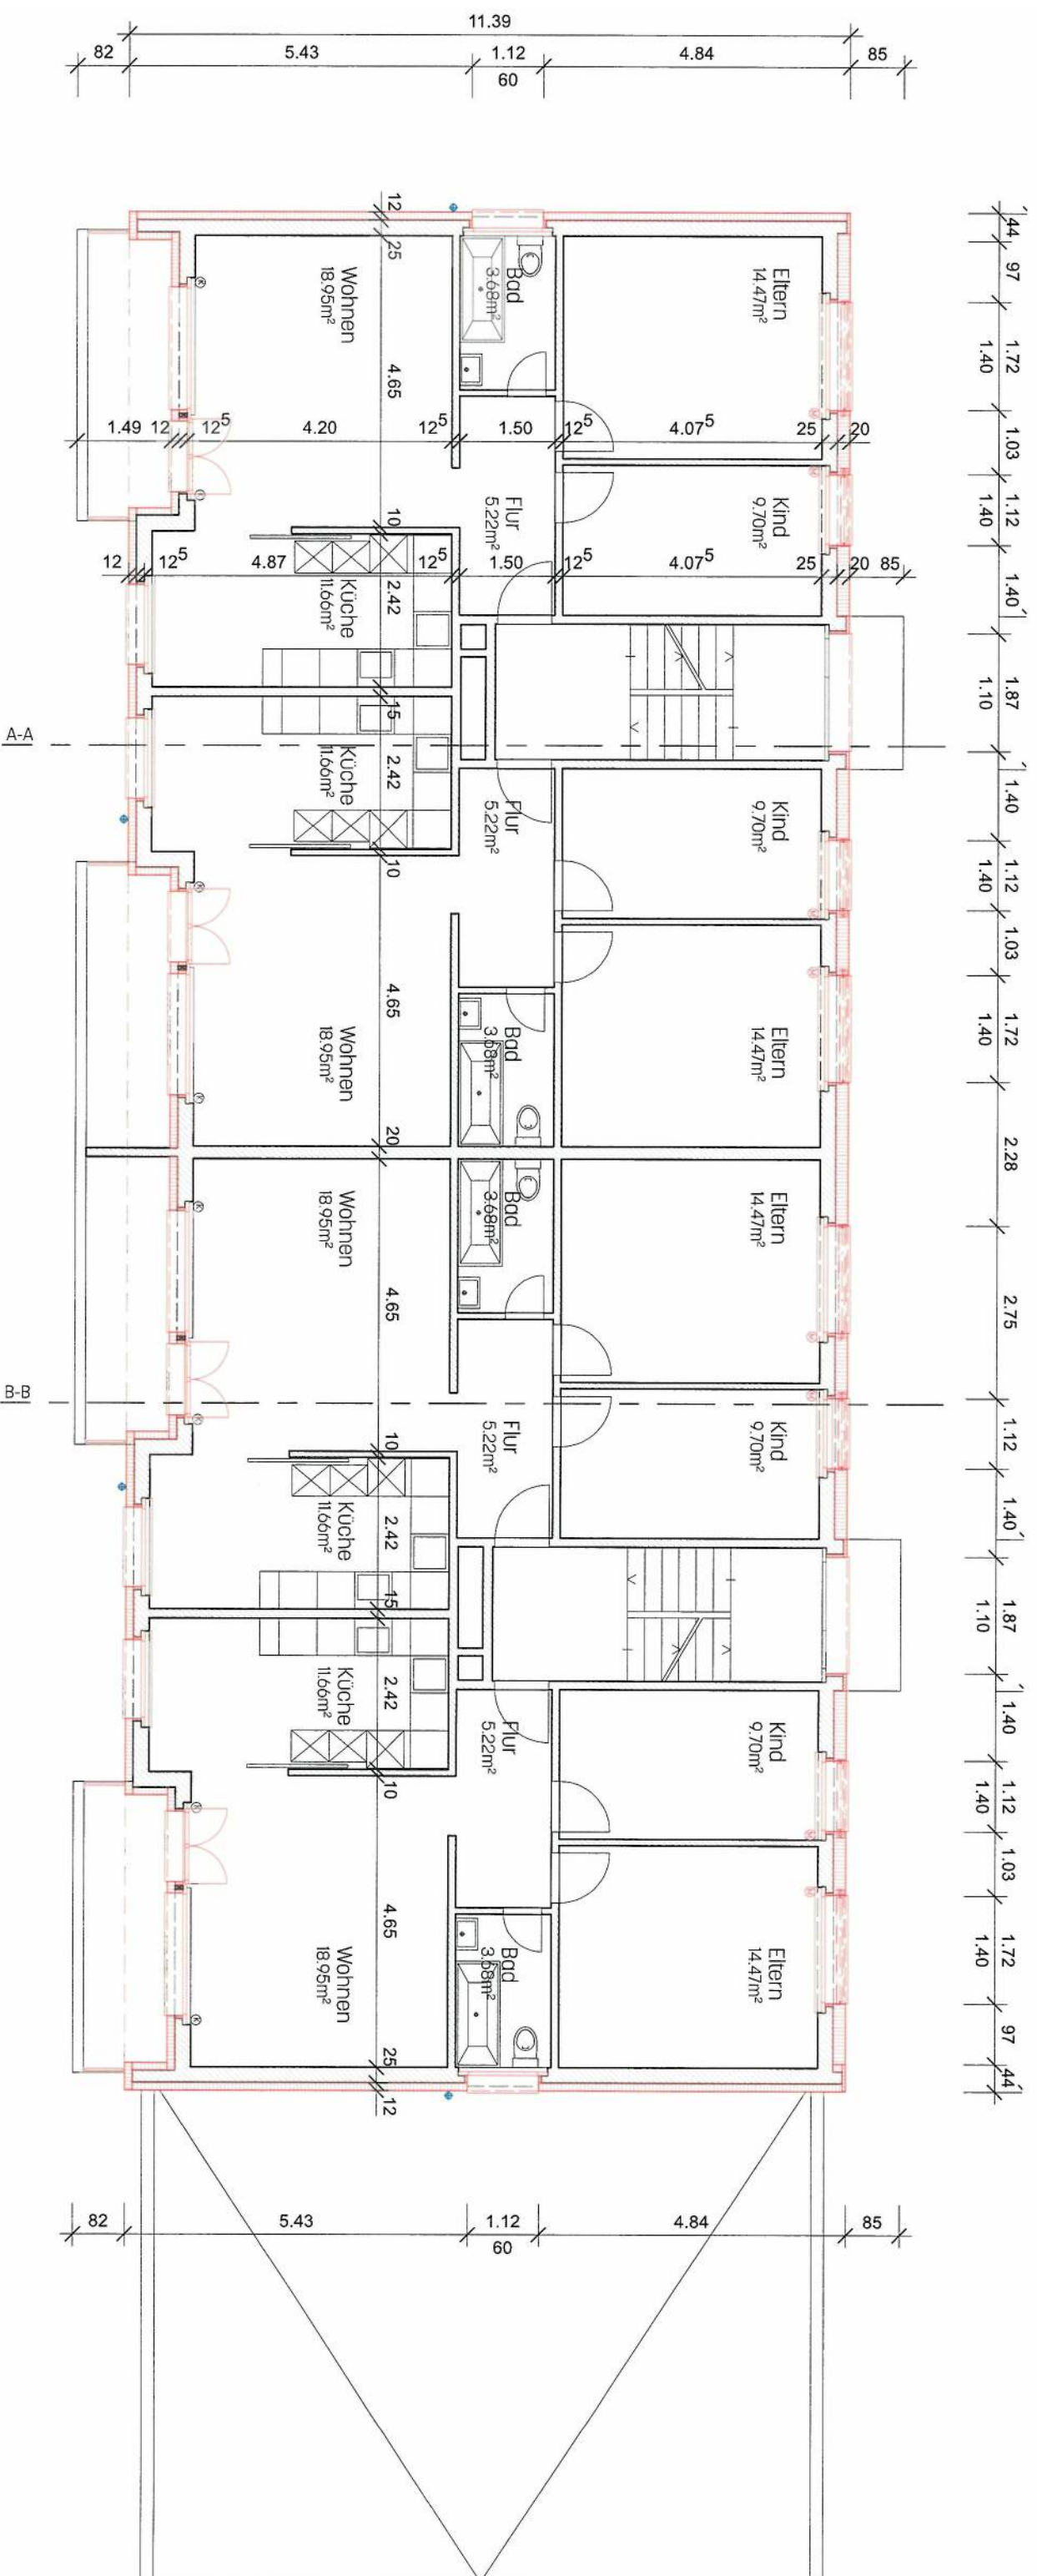 11.39
82 5.43 1.12 4.84 85
60
12
25
Wohnen
18.95m²
Bad
3.68m²
Eltern
14.47m²
44
97
1.72
1.40
4.65
1.49 12 12⁵ 4.20 12⁵ 1.50 12⁵ 4.07⁵ 25 20
1.03
10
Flur
5.22m²
Kind
9.70m²
1.12
1.40
12 12⁵ 4.87 12⁵ 1.50 12⁵ 4.07⁵ 25 20 85
Küche
11.66m²
2.42
1.40
1.87
1.10
15
A-A
Küche
11.66m²
2.42
Flur
5.22m²
Kind
9.70m²
1.40
10
1.12
1.40
1.03
4.65
Wohnen
18.95m²
Bad
3.68m²
Eltern
14.47m²
1.72
1.40
20
2.28
Wohnen
18.95m²
Bad
3.68m²
Eltern
14.47m²
4.65
2.75
B-B
10
Flur
5.22m²
Kind
9.70m²
1.12
Küche
11.66m²
2.42
1.40
15
1.87
1.10
Küche
11.66m²
2.42
Flur
5.22m²
Kind
9.70m²
1.40
10
1.12
1.40
1.03
4.65
Wohnen
18.95m²
Bad
3.68m²
Eltern
14.47m²
1.72
1.40
97
25
44
12
82 5.43 1.12 4.84 85
60